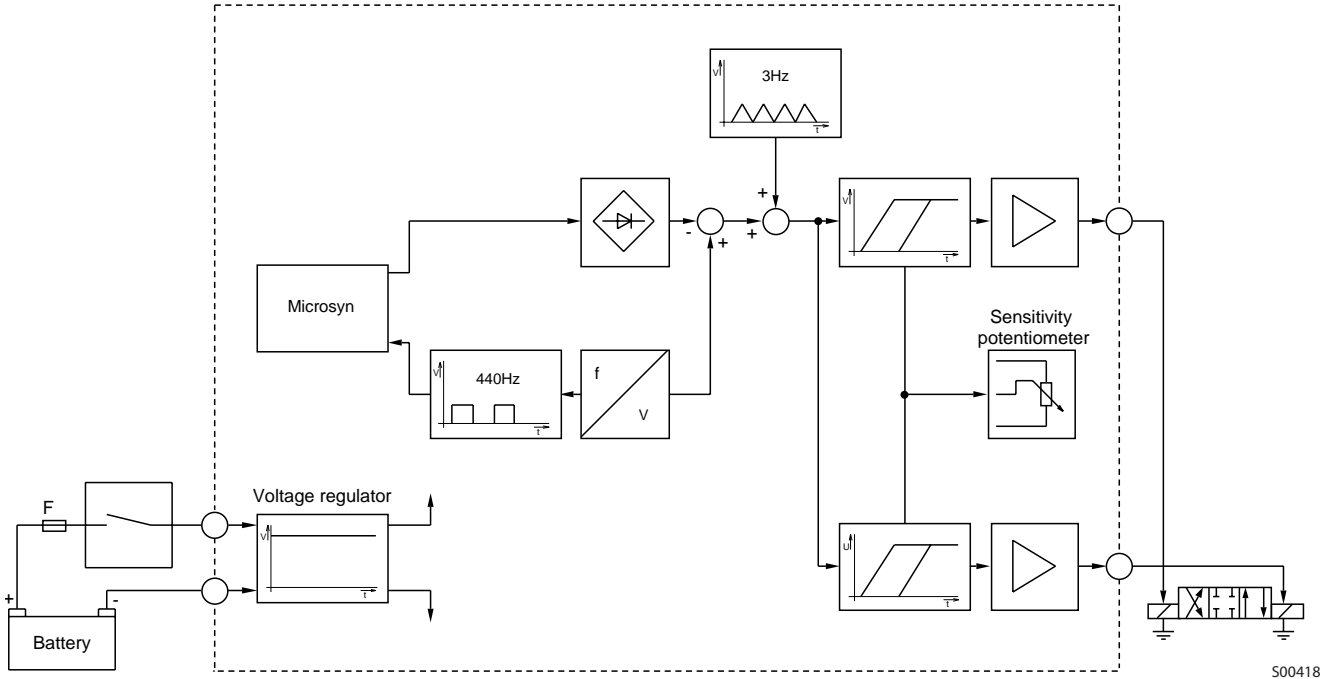 3Hz
V
t
+
V
t
-
+
+
Microsyn
Sensitivity
potentiometer
V
440Hz
t
f
V
F
Voltage regulator
V
t
U
t
+
-
Battery
S00418